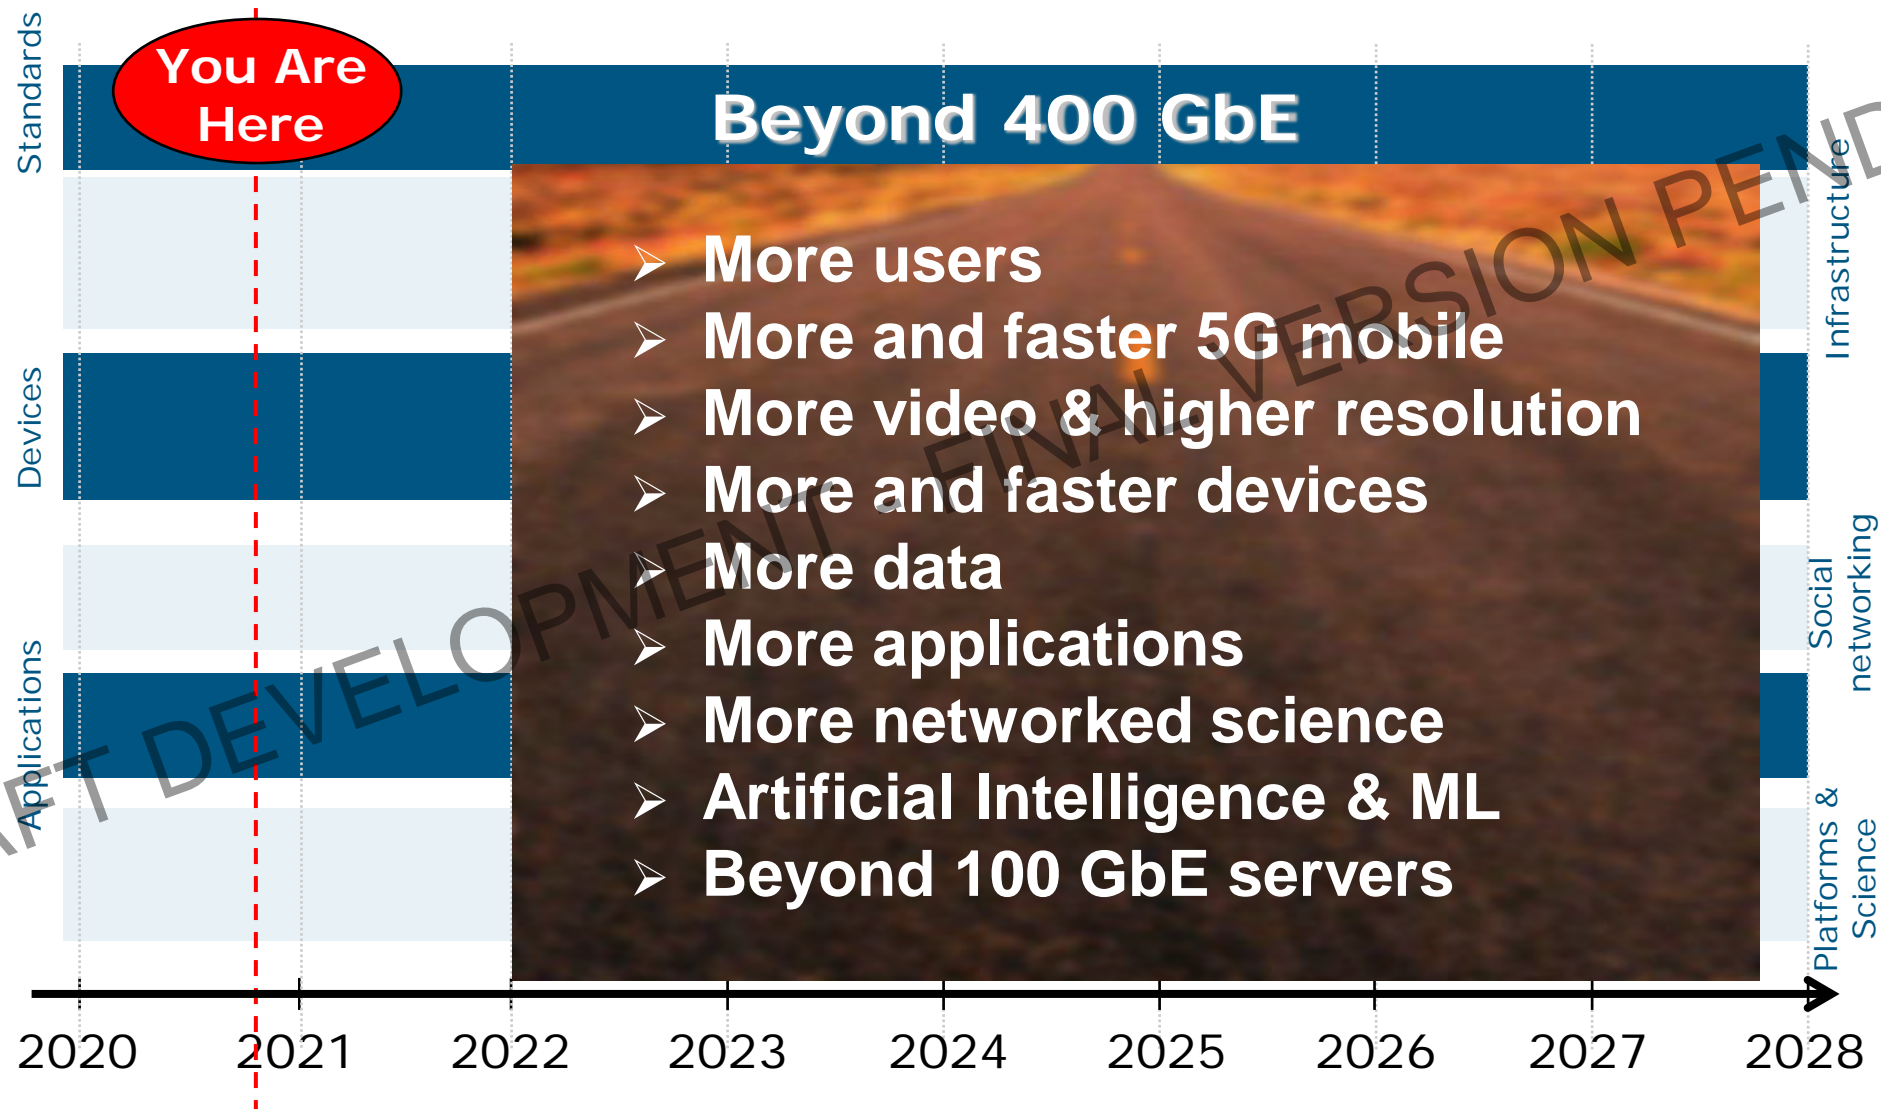 Standards
You Are
Here
Beyond 400 GbE
Infrastructure
More users
More and faster 5G mobile
More video & higher resolution
More and faster devices
More data
More applications
More networked science
Artificial Intelligence & ML
Beyond 100 GbE servers
Devices
Applications
Social
networking
Platforms &
Science
DEVELOPMENT - FINAL VERSION
2020 2021 2022 2023 2024 2025 2026 2027 2028